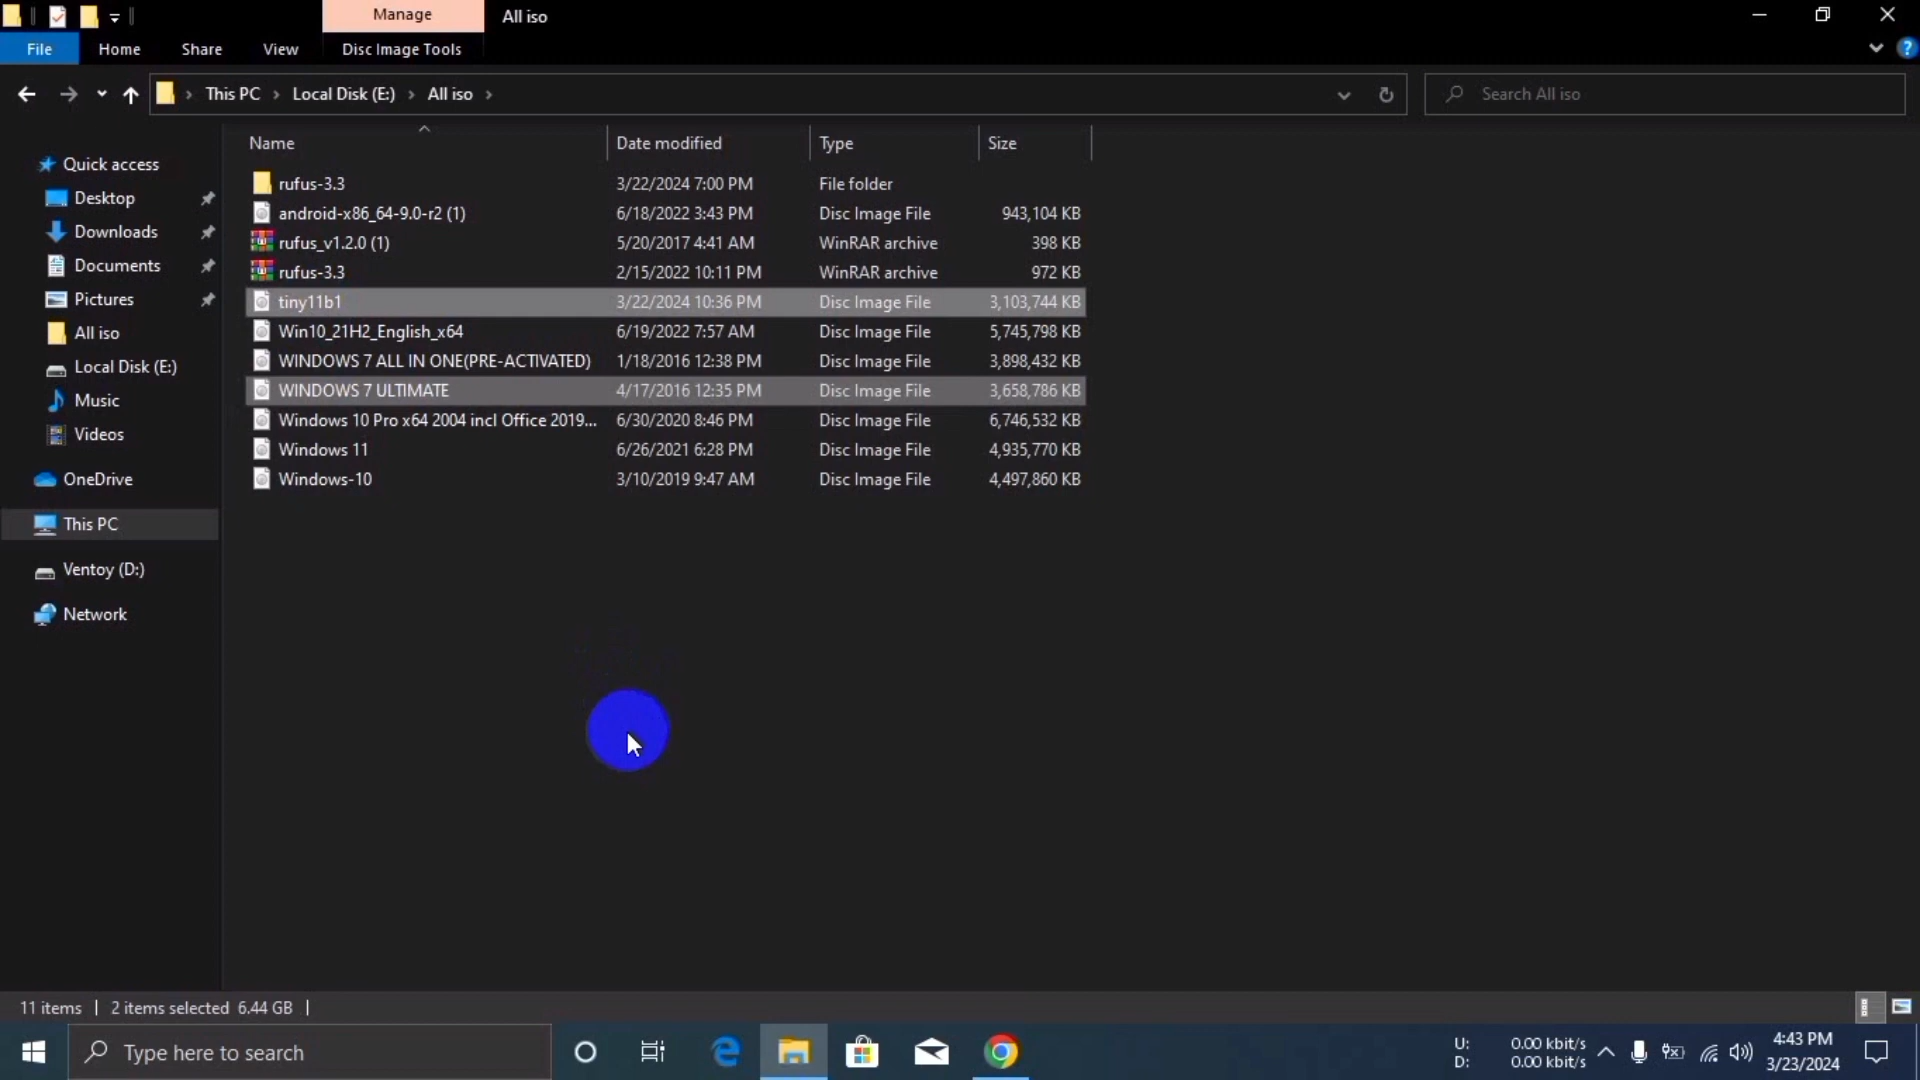 Manage
All iso
File
Home
Share
View
Disc Image Tools
?
This PC › Local Disk (E:) › All iso ›
Search All iso
Name
Date modified
Type
Size
Quick access
Desktop
Downloads
Documents
Pictures
All iso
Local Disk (E:)
Music
Videos
OneDrive
This PC
Ventoy (D:)
Network
rufus-3.3 3/22/2024 7:00 PM File folder
android-x86_64-9.0-r2 (1) 6/18/2022 3:43 PM Disc Image File 943,104 KB
rufus_v1.2.0 (1) 5/20/2017 4:41 AM WinRAR archive 398 KB
rufus-3.3 2/15/2022 10:11 PM WinRAR archive 972 KB
tiny11b1 3/22/2024 10:36 PM Disc Image File 3,103,744 KB
Win10_21H2_English_x64 6/19/2022 7:57 AM Disc Image File 5,745,798 KB
WINDOWS 7 ALL IN ONE(PRE-ACTIVATED) 1/18/2016 12:38 PM Disc Image File 3,898,432 KB
WINDOWS 7 ULTIMATE 4/17/2016 12:35 PM Disc Image File 3,658,786 KB
Windows 10 Pro x64 2004 incl Office 2019... 6/30/2020 8:46 PM Disc Image File 6,746,532 KB
Windows 11 6/26/2021 6:28 PM Disc Image File 4,935,770 KB
Windows-10 3/10/2019 9:47 AM Disc Image File 4,497,860 KB
11 items | 2 items selected 6.44 GB |
Type here to search
U: 0.00 kbit/s
D: 0.00 kbit/s
4:43 PM
3/23/2024